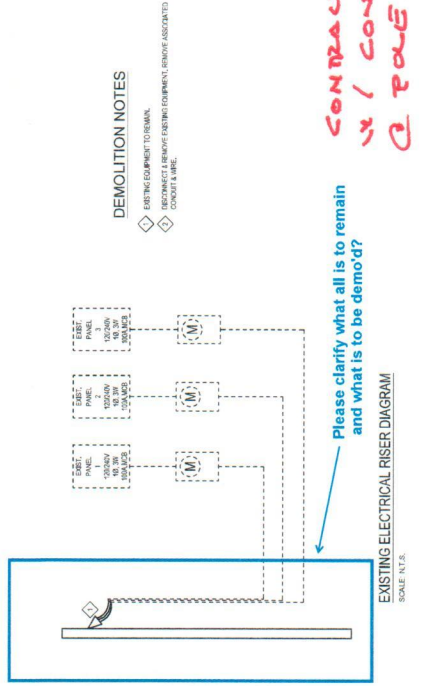 DEMOLITION NOTES
1 EXISTING EQUIPMENT TO REMAIN.
2 DISCONNECT & REMOVE EXISTING EQUIPMENT, REMOVE ASSOCIATED
CONDUIT & WIRE.
EXIST.
PANEL
1
120/240V
1Ø, 3W
100A MCB
EXIST.
PANEL
2
120/240V
1Ø, 3W
100A MCB
EXIST.
PANEL
3
120/240V
1Ø, 3W
100A MCB
M
M
M
1
Please clarify what all is to remain
and what is to be demo'd?
EXISTING ELECTRICAL RISER DIAGRAM
SCALE: N.T.S.
W/
@ POLE